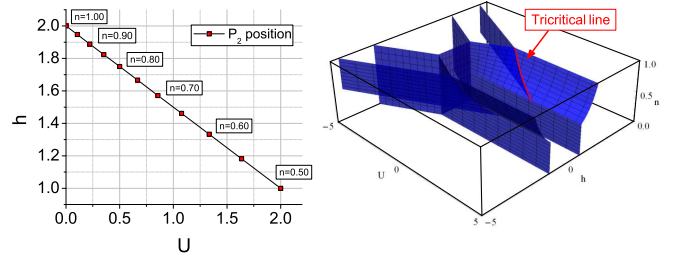 n=1.00
n=0.90
n=0.80
n=0.70
n=0.60
n=0.50
P2 position
2.0
1.8
1.6
1.4
1.2
1.0
h
0.0 0.5 1.0 1.5 2.0
U
Tricritical line
1.0
0.5 n
0.0
−5
U 0
5
−5
0
h